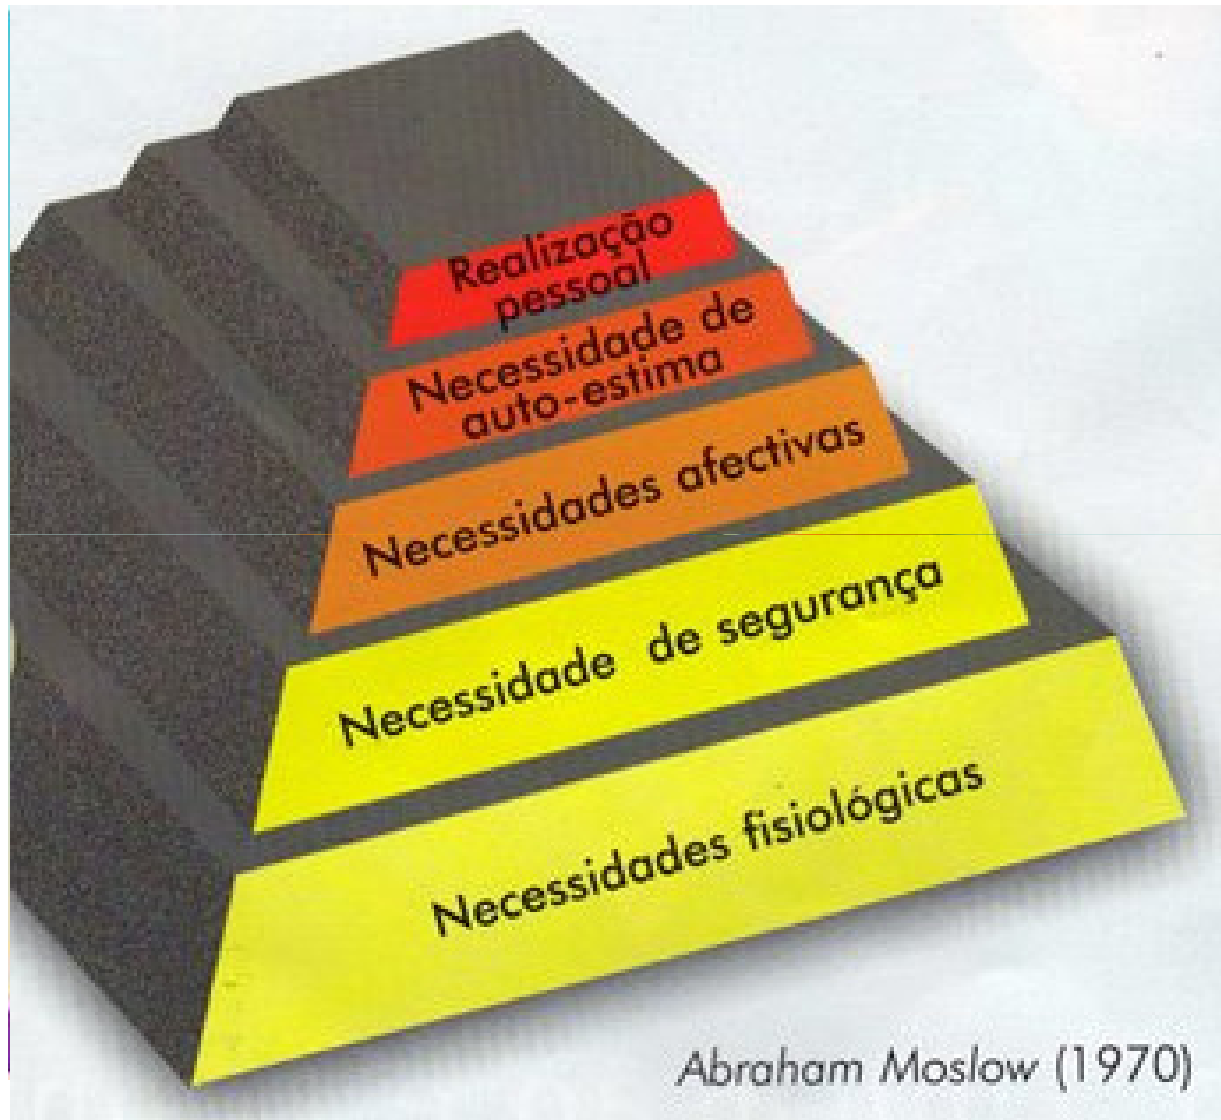 Realização
pessoal
Necessidade de
auto-estima
Necessidades afectivas
Necessidade de segurança
Necessidades fisiológicas
Abraham Moslow (1970)